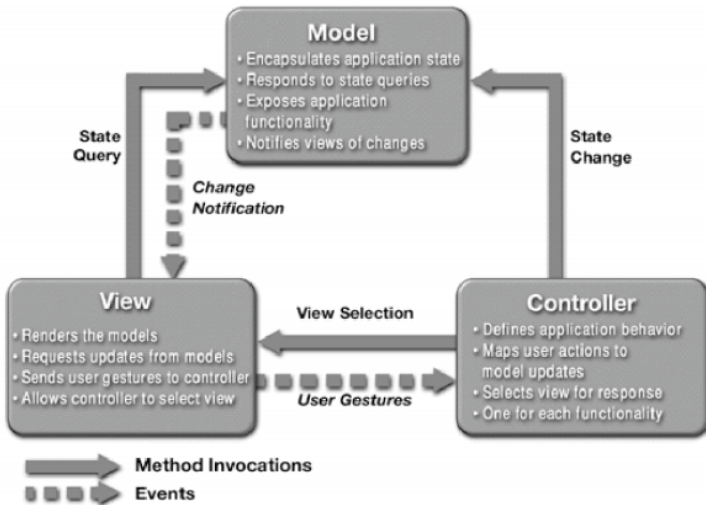 Model
• Encapsulates application state
• Responds to state queries
• Exposes application
functionality
• Notifies views of changes
State
Query
State
Change
Change
Notification
View
• Renders the models
• Requests updates from models
• Sends user gestures to controller
• Allows controller to select view
View Selection
User Gestures
Controller
• Defines application behavior
• Maps user actions to
model updates
• Selects view for response
• One for each functionality
Method Invocations
Events